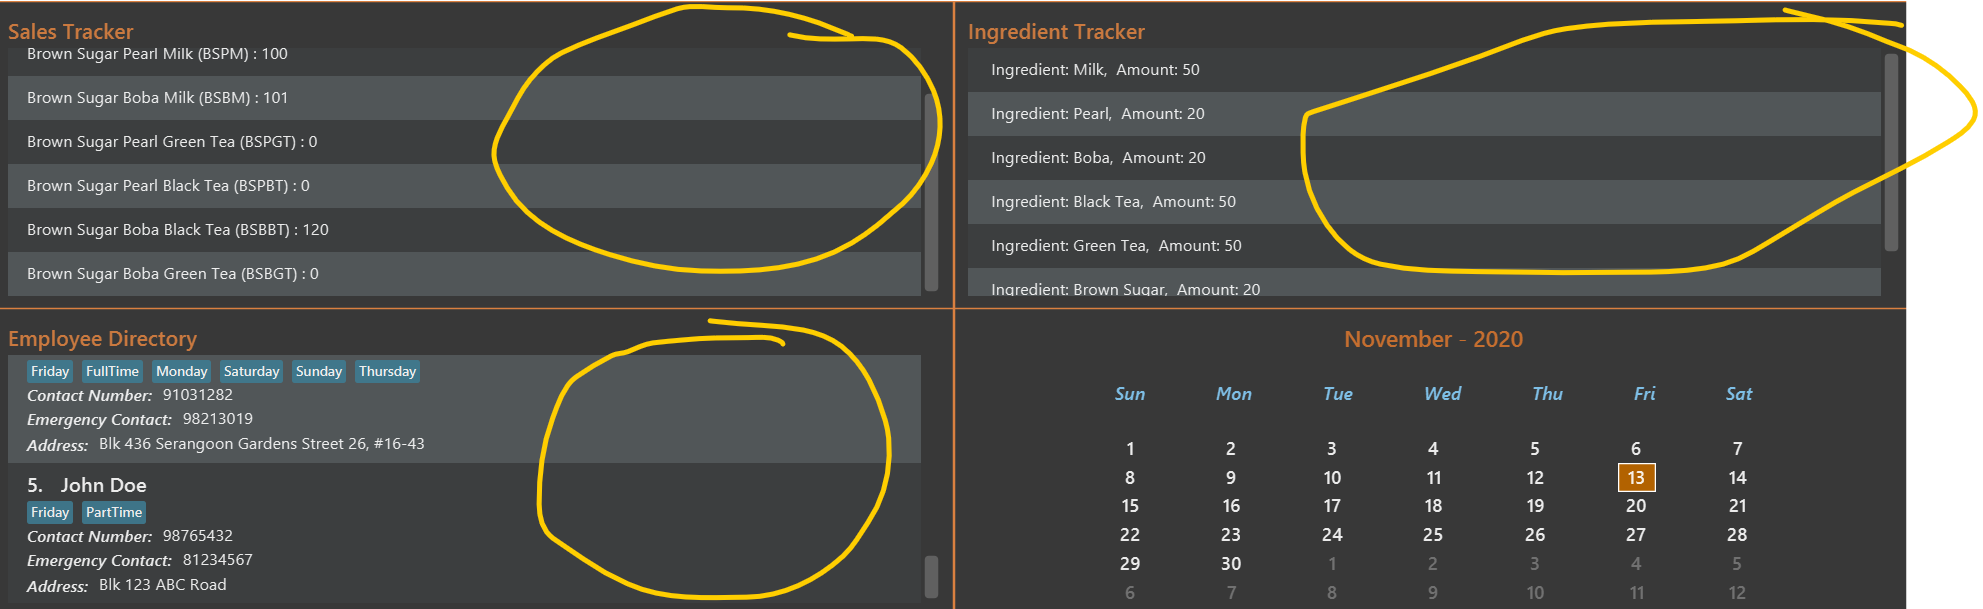 Sales Tracker
Brown Sugar Pearl Milk (BSPM) : 100
Brown Sugar Boba Milk (BSBM) : 101
Brown Sugar Pearl Green Tea (BSPGT) : 0
Brown Sugar Pearl Black Tea (BSPBT) : 0
Brown Sugar Boba Black Tea (BSBBT) : 120
Brown Sugar Boba Green Tea (BSBGT) : 0
Ingredient Tracker
Ingredient: Milk, Amount: 50
Ingredient: Pearl, Amount: 20
Ingredient: Boba, Amount: 20
Ingredient: Black Tea, Amount: 50
Ingredient: Green Tea, Amount: 50
Ingredient: Brown Sugar, Amount: 20
Employee Directory
Friday FullTime Monday Saturday Sunday Thursday
Contact Number: 91031282
Emergency Contact: 98213019
Address: Blk 436 Serangoon Gardens Street 26, #16-43
5. John Doe
Friday PartTime
Contact Number: 98765432
Emergency Contact: 81234567
Address: Blk 123 ABC Road
November - 2020
Sun Mon Tue Wed Thu Fri Sat
1 2 3 4 5 6 7
8 9 10 11 12 13 14
15 16 17 18 19 20 21
22 23 24 25 26 27 28
29 30 1 2 3 4 5
6 7 8 9 10 11 12